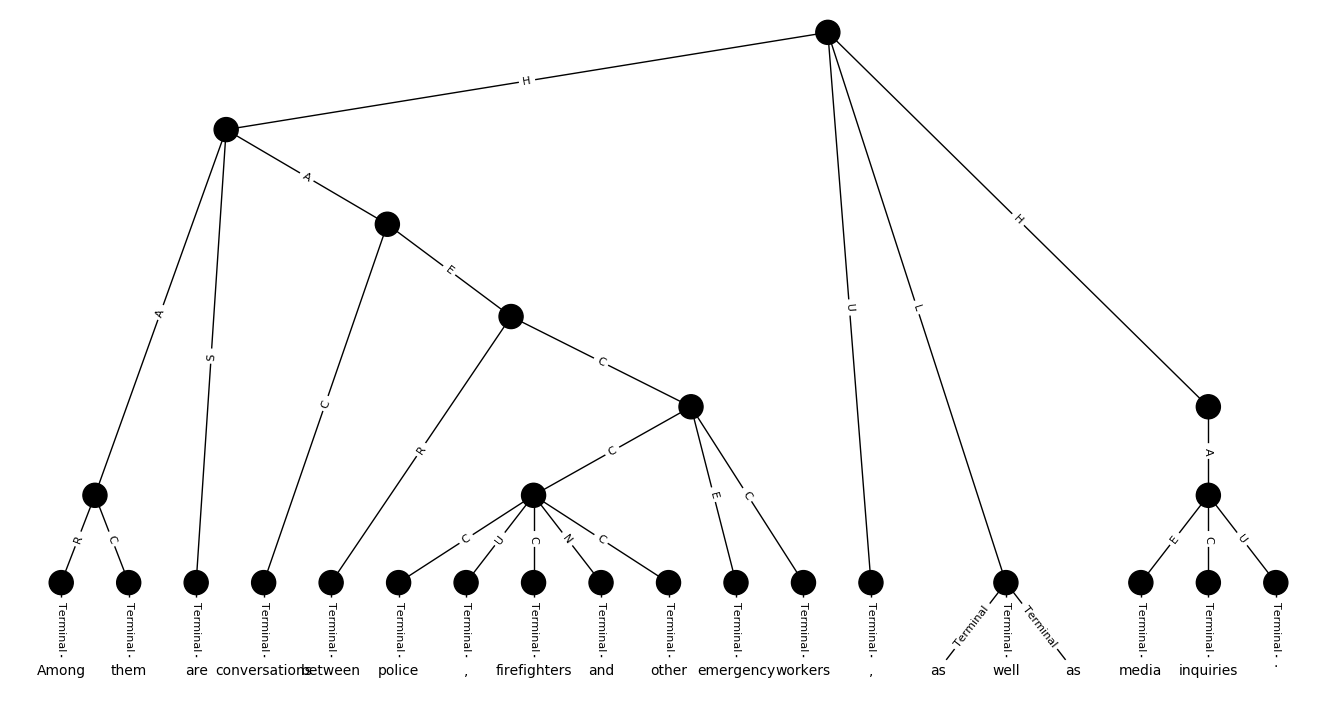 H
A
E
H
A
U
L
S
C
C
R
C
A
C
E
C
R
C
C
U
C
N
C
E
C
U
Terminal Terminal Terminal Terminal Terminal Terminal Terminal Terminal Terminal Terminal Terminal Terminal Terminal Terminal Terminal Terminal Terminal Terminal Terminal
Among them are conversations between police , firefighters and other emergency workers , as well as media inquiries .